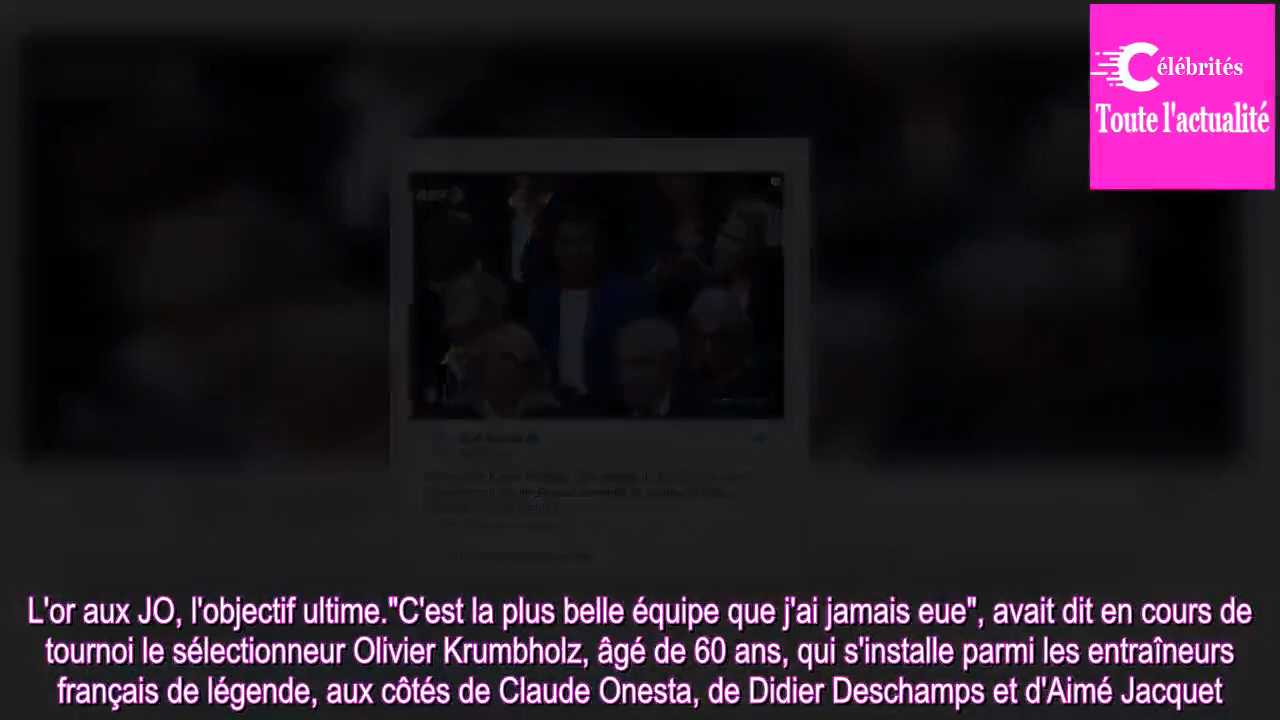 Célébrités
Toute l'actualité
L'or aux JO, l'objectif ultime."C'est la plus belle équipe que j'ai jamais eue", avait dit en cours de
tournoi le sélectionneur Olivier Krumbholz, âgé de 60 ans, qui s'installe parmi les entraîneurs
français de légende, aux côtés de Claude Onesta, de Didier Deschamps et d'Aimé Jacquet